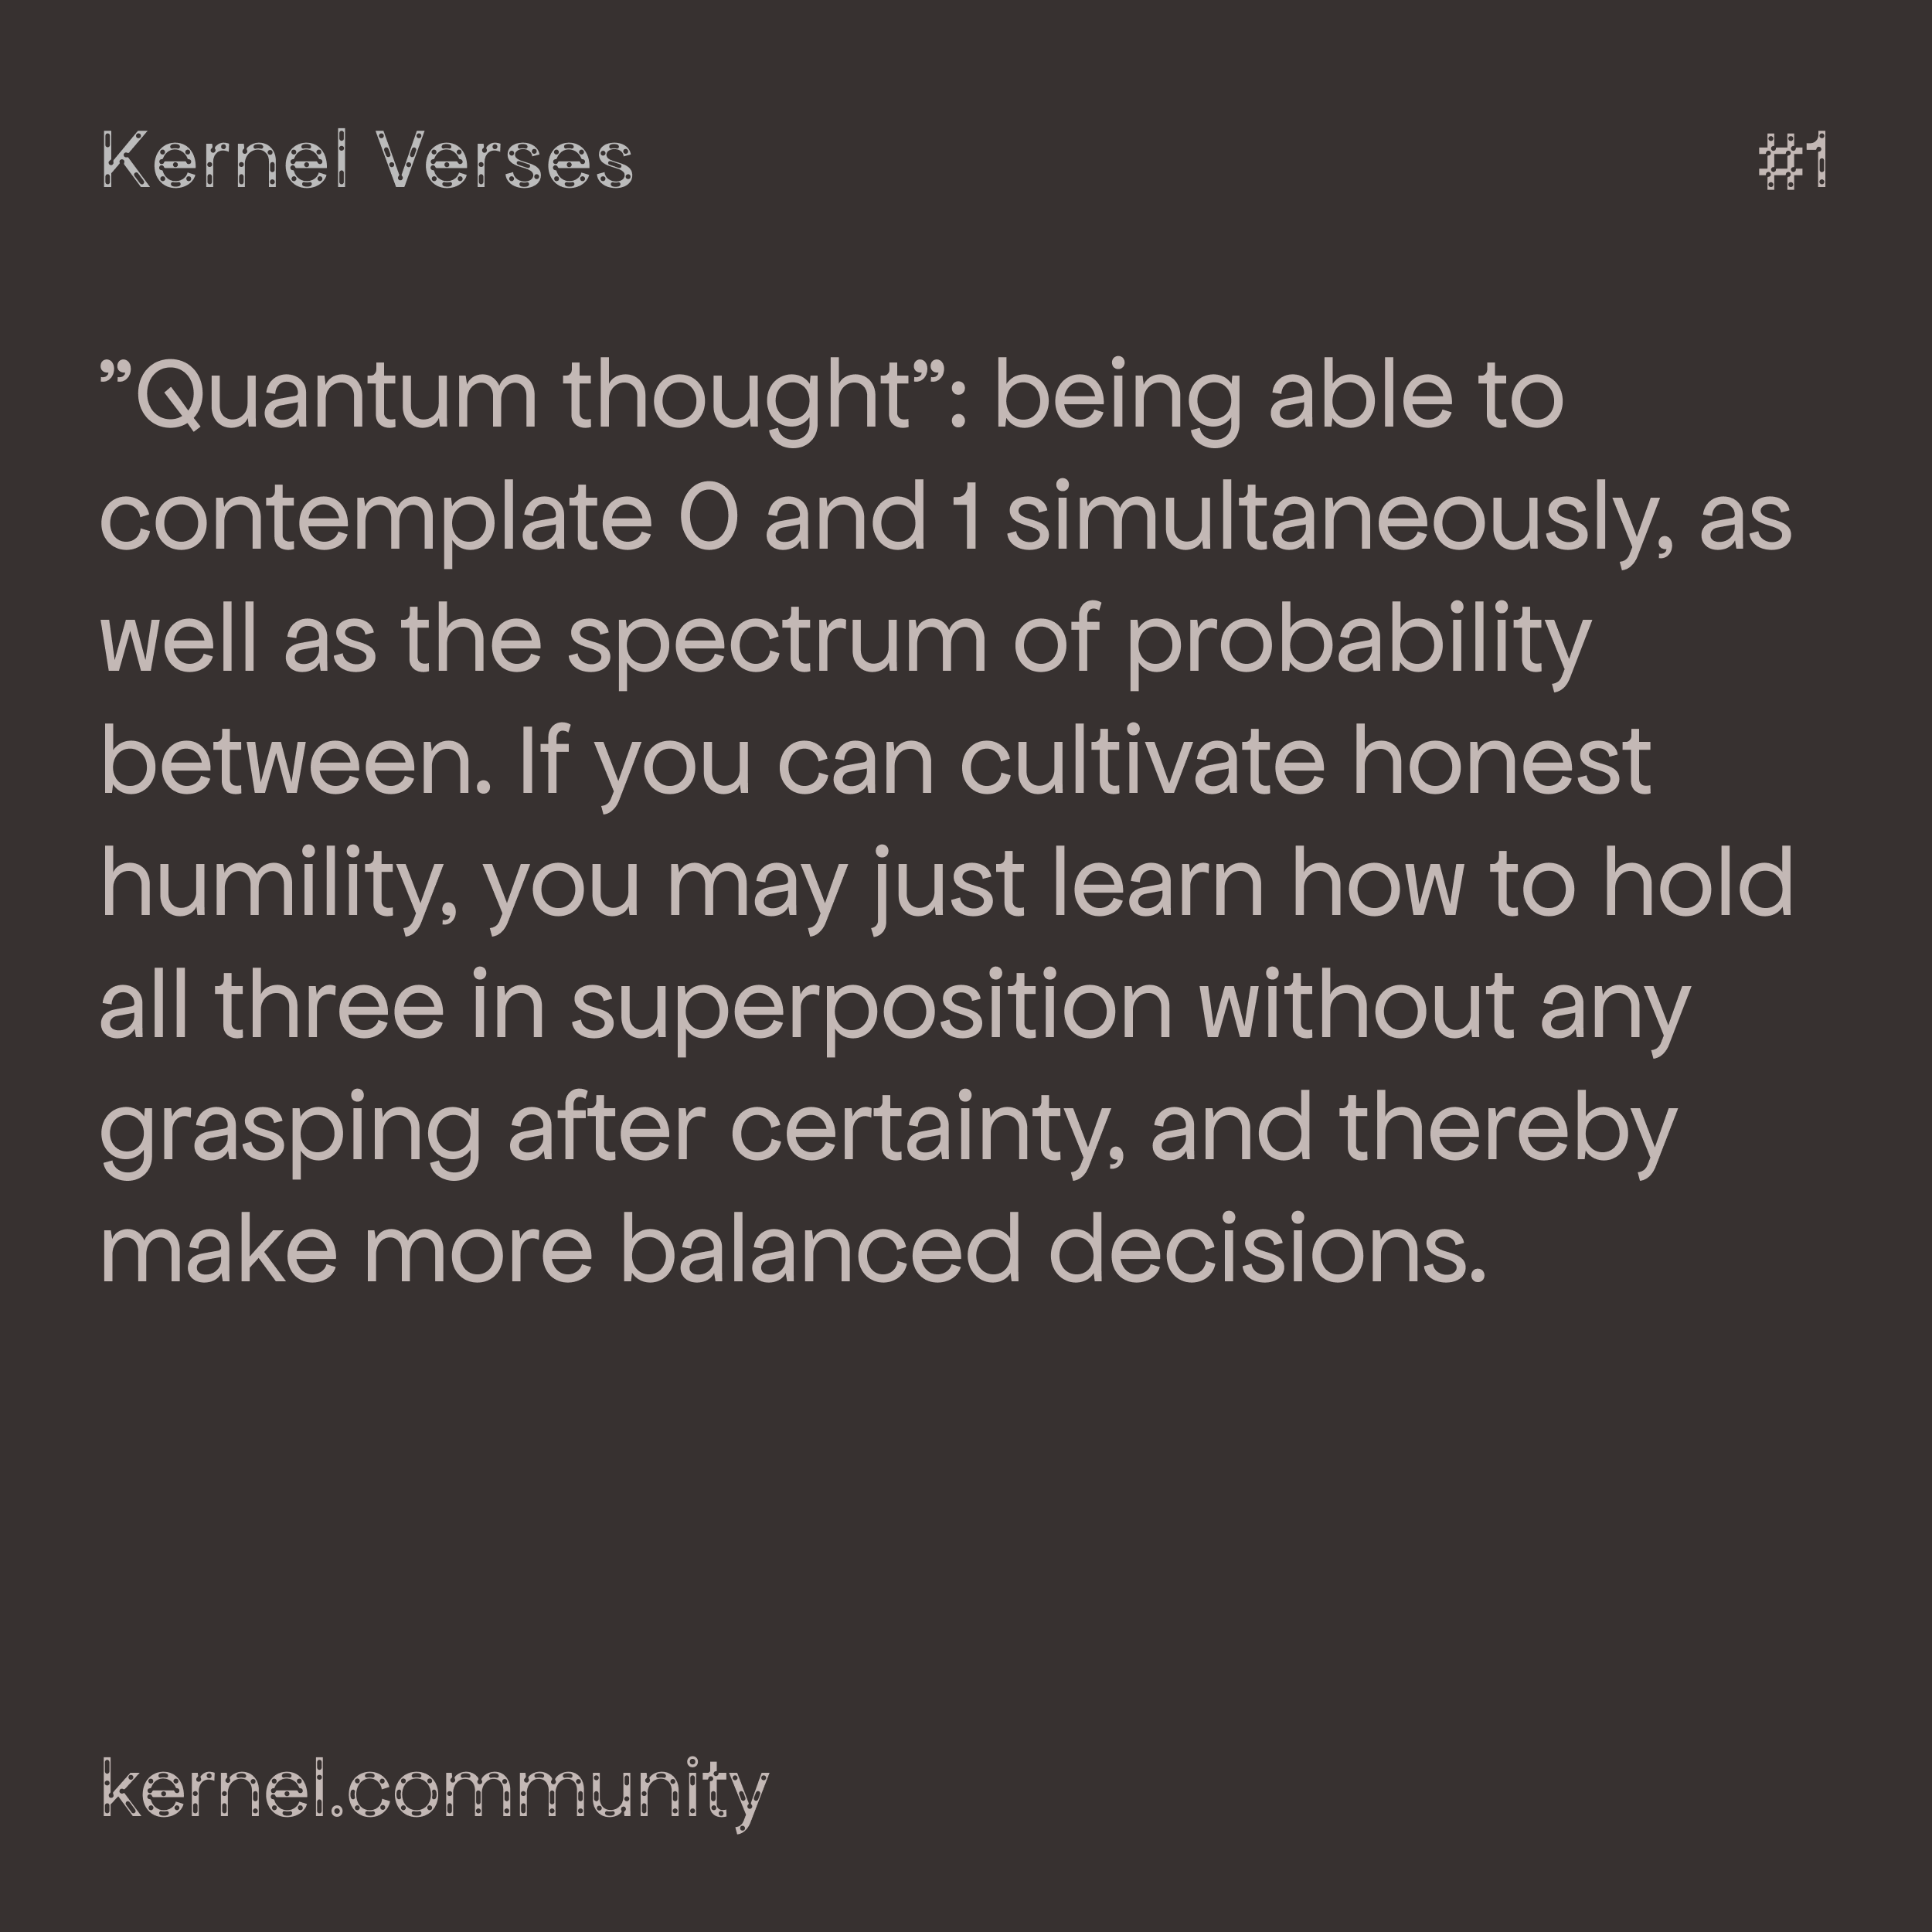 Kernel Verses
#1
”Quantum thought”: being able to
contemplate 0 and 1 simultaneously, as
well as the spectrum of probability
between. If you can cultivate honest
humility, you may just learn how to hold
all three in superposition without any
grasping after certainty, and thereby
make more balanced decisions.
kernel.community